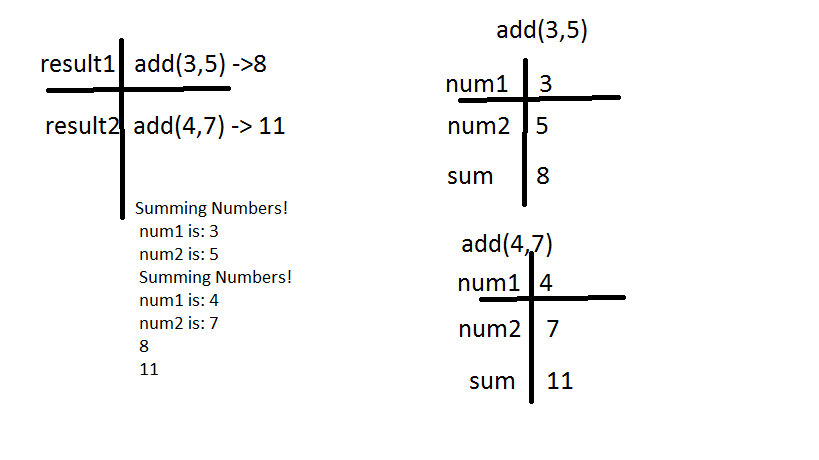 result1 add(3,5) ->8
result2 add(4,7) -> 11
Summing Numbers!
num1 is: 3
num2 is: 5
Summing Numbers!
num1 is: 4
num2 is: 7
8
11
add(3,5)
num1 3
num2 5
sum 8
add(4,7)
num1 4
num2 7
sum 11